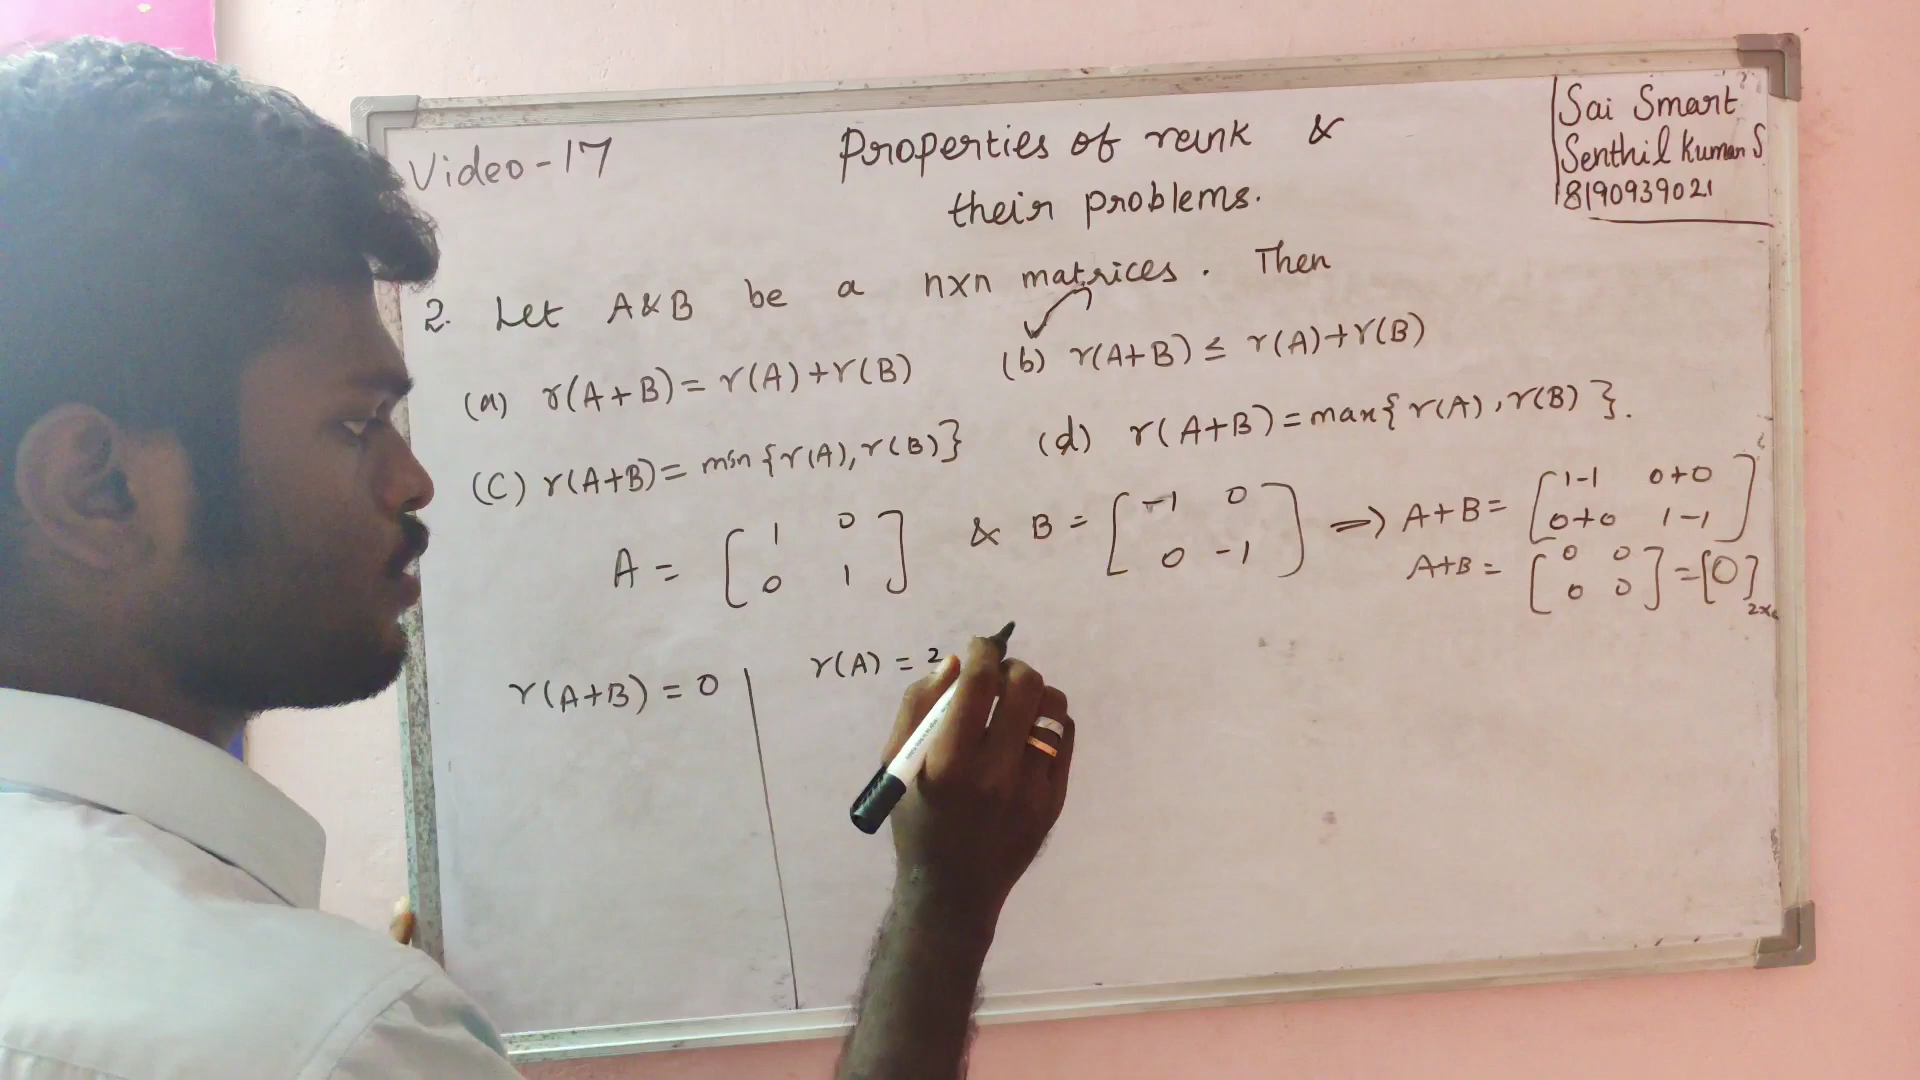 Video-17
Properties of rank &
their problems.
Sai Smart
Senthil Kumar S
8190939021
2. Let A&B be a nxn matrices. Then
(a) r(A+B)= r(A)+r(B) (b) r(A+B) ≤ r(A)+r(B)
(C) r(A+B)= min{r(A),r(B)} (d) r(A+B)=max{r(A),r(B)}.
A = [1 0
0 1] & B = [-1 0
0 -1] => A+B= [1-1 0+0
0+0 1-1]
A+B = [0 0
0 0] = [0]
r(A+B) = 0
r(A) = 2